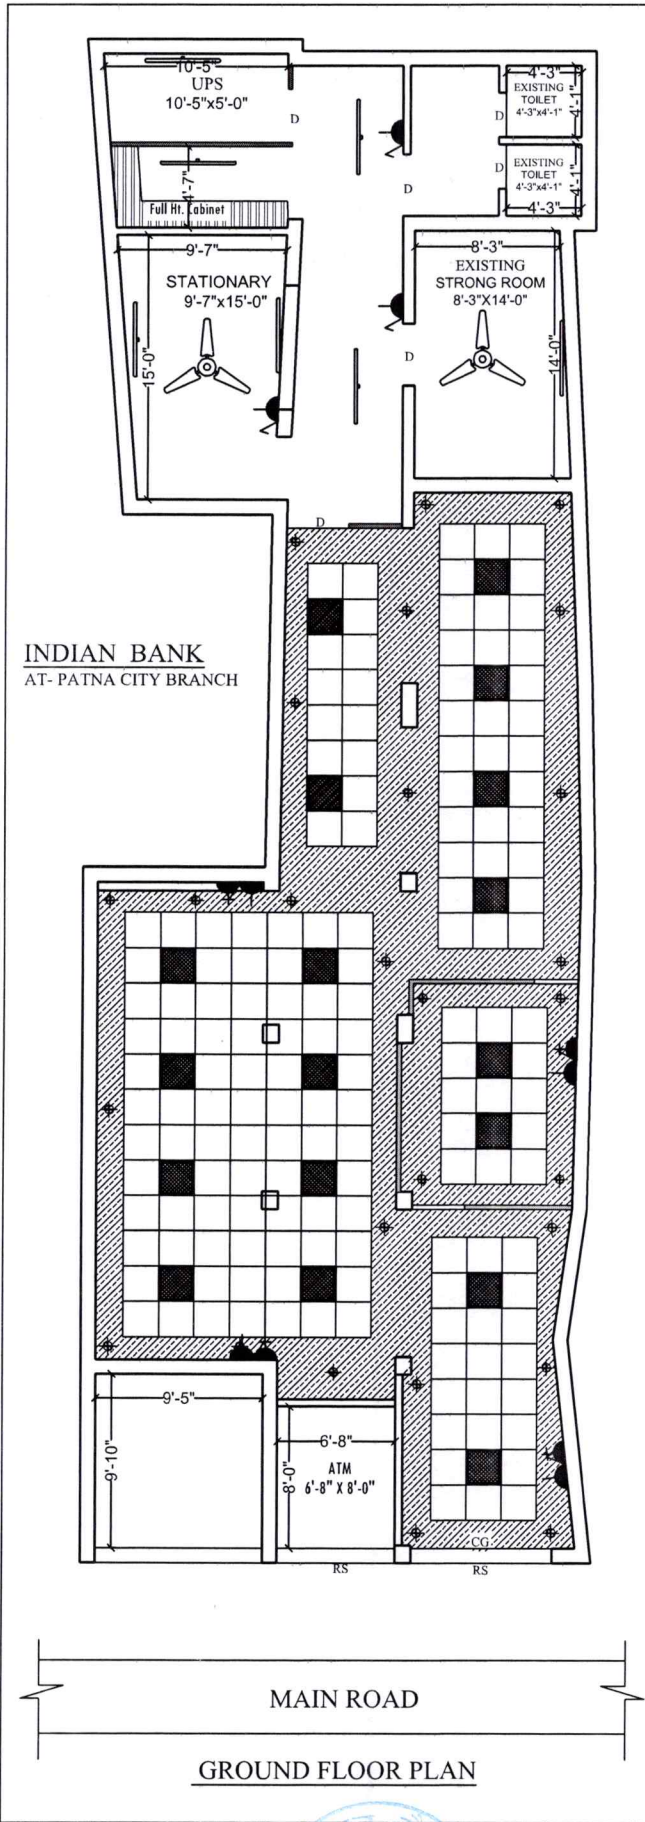 10'-5"
UPS
10'-5"x5'-0"
D
4'-7"
Full Ht. Cabinet
4'-3"
EXISTING
TOILET
4'-3"x4'-1"
4'-1"
D
D
EXISTING
TOILET
4'-3"x4'-1"
4'-1"
4'-3"
D
9'-7"
STATIONARY
9'-7"x15'-0"
15'-0"
8'-3"
EXISTING
STRONG ROOM
8'-3"X14'-0"
14'-0"
D
D
INDIAN BANK
AT- PATNA CITY BRANCH
9'-5"
9'-10"
6'-8"
8'-0"
ATM
6'-8" X 8'-0"
CG
RS
RS
MAIN ROAD
GROUND FLOOR PLAN